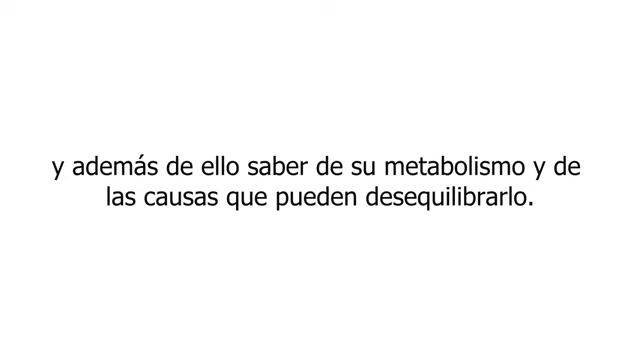 y además de ello saber de su metabolismo y de
las causas que pueden desequilibrarlo.